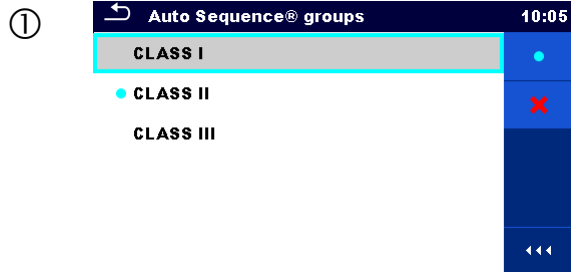 ①
Auto Sequence® groups 10:05
CLASS I
CLASS II
CLASS III